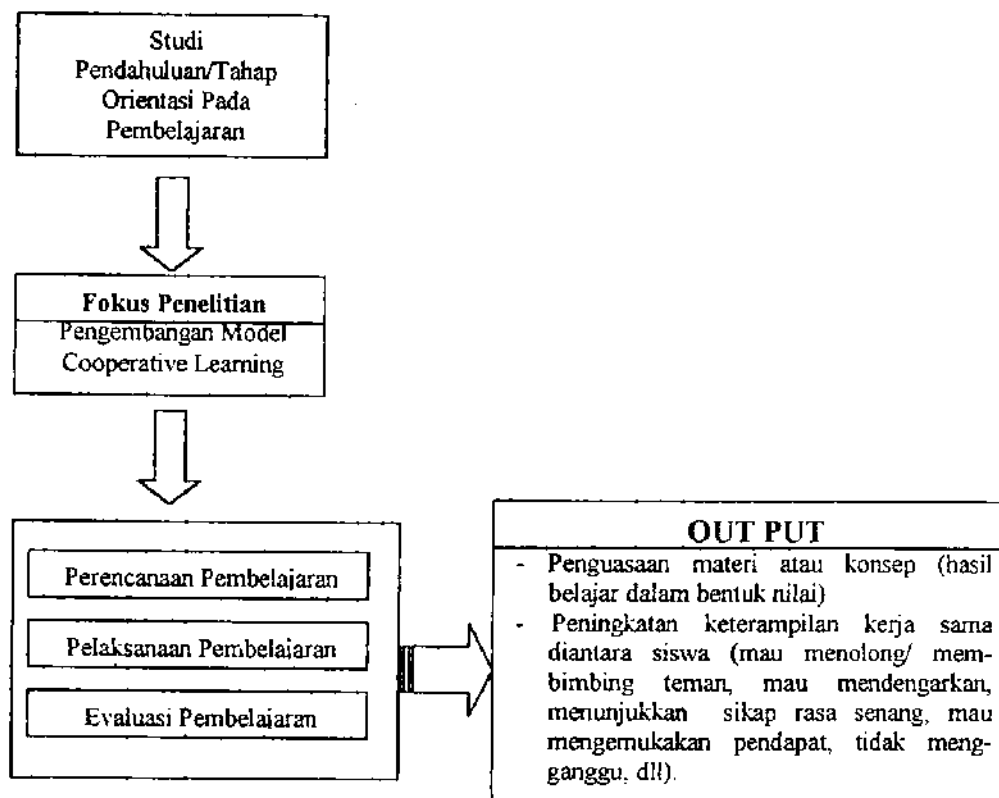 Studi
Pendahuluan/Tahap
Orientasi Pada
Pembelajaran
Fokus Penelitian
Pengembangan Model
Cooperative Learning
Perencanaan Pembelajaran
Pelaksanaan Pembelajaran
Evaluasi Pembelajaran
OUT PUT
- Penguasaan materi atau konsep (hasil
belajar dalam bentuk nilai)
- Peningkatan keterampilan kerja sama
diantara siswa (mau menolong/ mem-
bimbing teman, mau mendengarkan,
menunjukkan sikap rasa senang, mau
mengemukakan pendapat, tidak meng-
ganggu, dll).